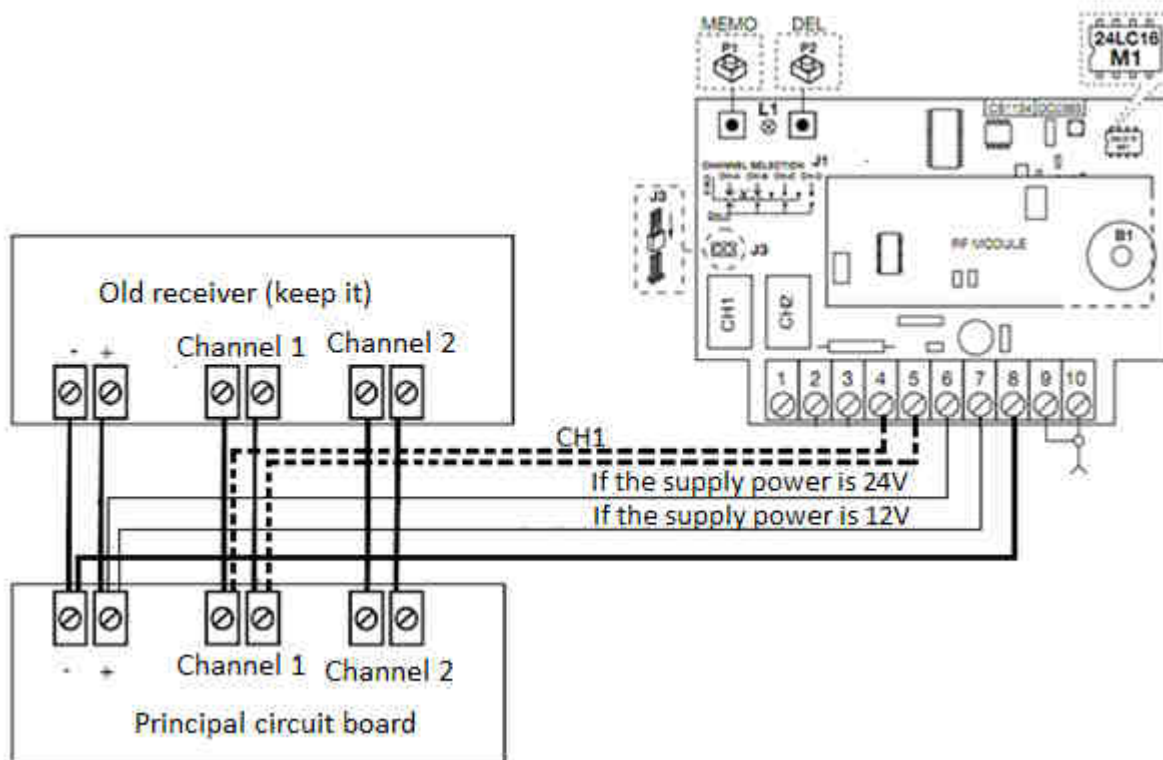 MEMO DEL
P1 P2
24LC16
M1
L1
CHANNEL SELECTION J1
J3
J3
RF MODULE
B1
CH1 CH2
Old receiver (keep it)
- +
Channel 1 Channel 2
1 2 3 4 5 6 7 8 9 10
CH1
If the supply power is 24V
If the supply power is 12V
- +
Channel 1 Channel 2
Principal circuit board